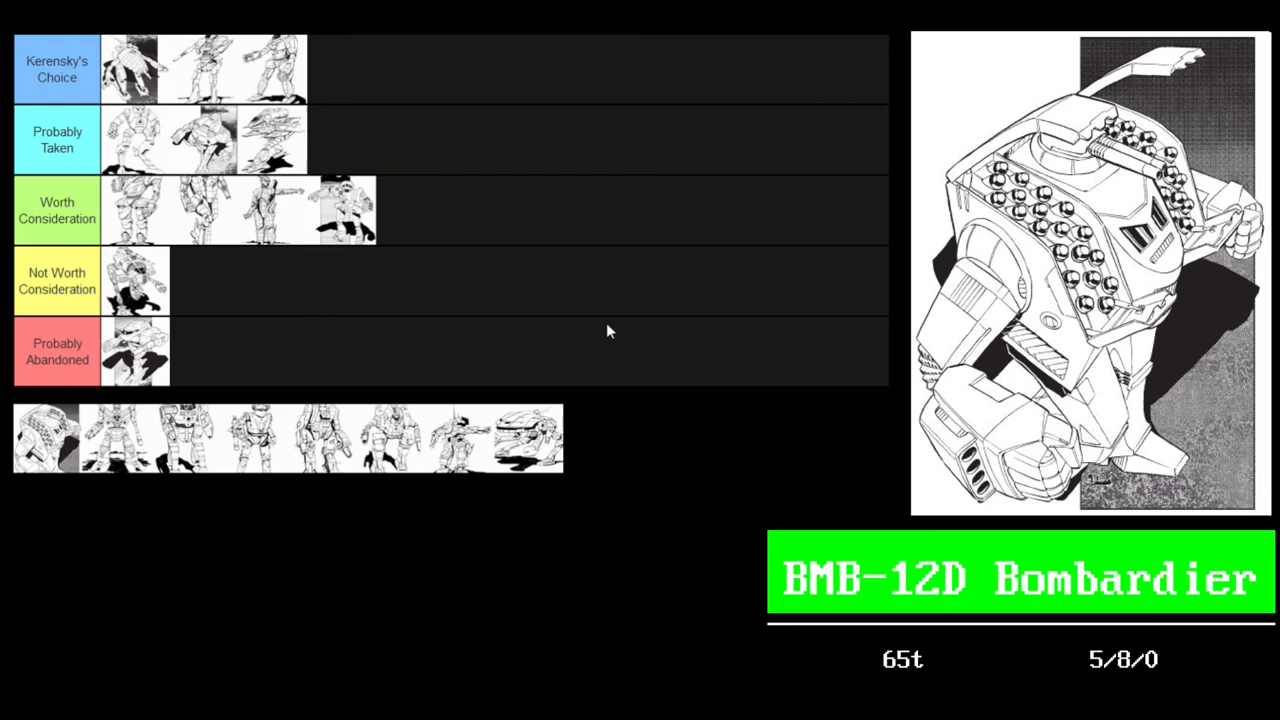 Kerensky's
Choice
Probably
Taken
Worth
Consideration
Not Worth
Consideration
Probably
Abandoned
BMB-12D Bombardier
65t 5/8/0